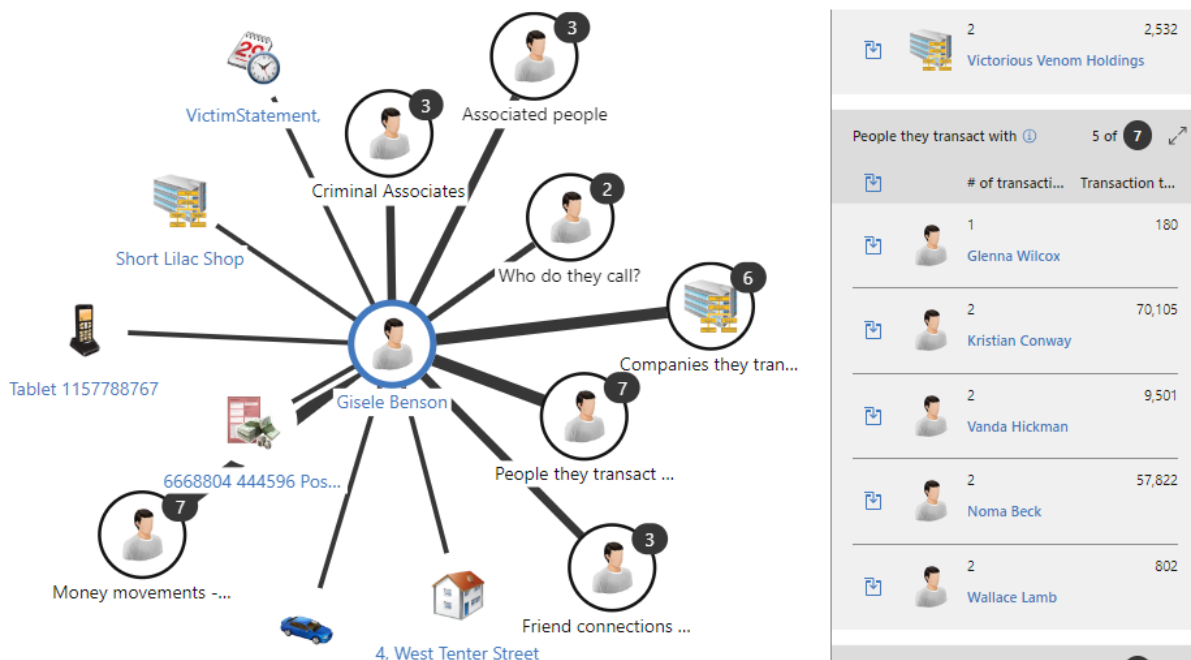 3
29
3
VictimStatement,
Associated people
2
Criminal Associates
Short Lilac Shop
Who do they call?
6
Companies they tran...
Tablet 1157788767
7
Gisele Benson
6668804 444596 Pos...
People they transact ...
7
3
Money movements -...
Friend connections ...
4, West Tenter Street
2 2,532
Victorious Venom Holdings
People they transact with 5 of 7
# of transacti... Transaction t...
1 180
Glenna Wilcox
2 70,105
Kristian Conway
2 9,501
Vanda Hickman
2 57,822
Noma Beck
2 802
Wallace Lamb